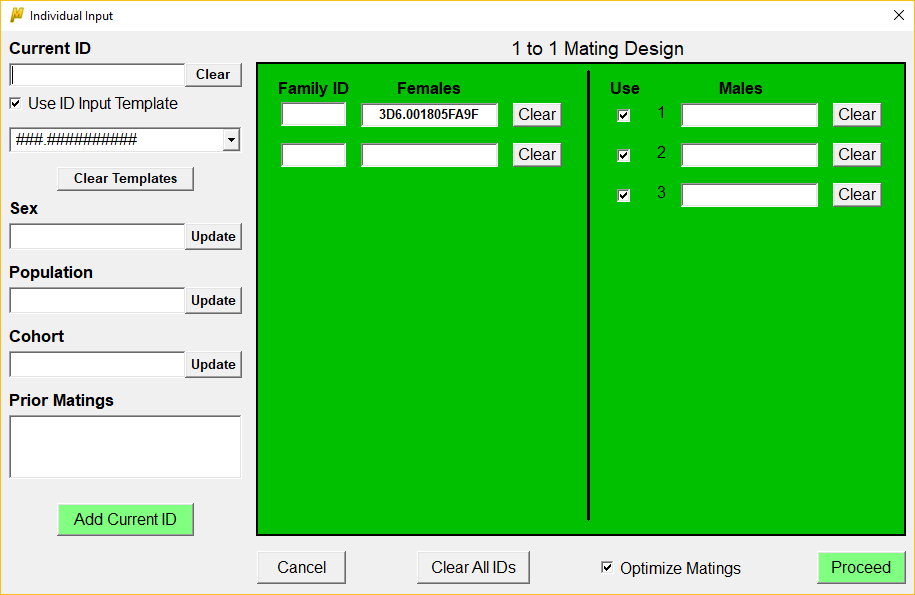 Individual Input
Current ID
Clear
Use ID Input Template
###.##########
Clear Templates
Sex
Update
Population
Update
Cohort
Update
Prior Matings
Add Current ID
1 to 1 Mating Design
Family ID Females Use Males
3D6.001805FA9F Clear 1 Clear
Clear 2 Clear
3 Clear
Cancel Clear All IDs Optimize Matings Proceed